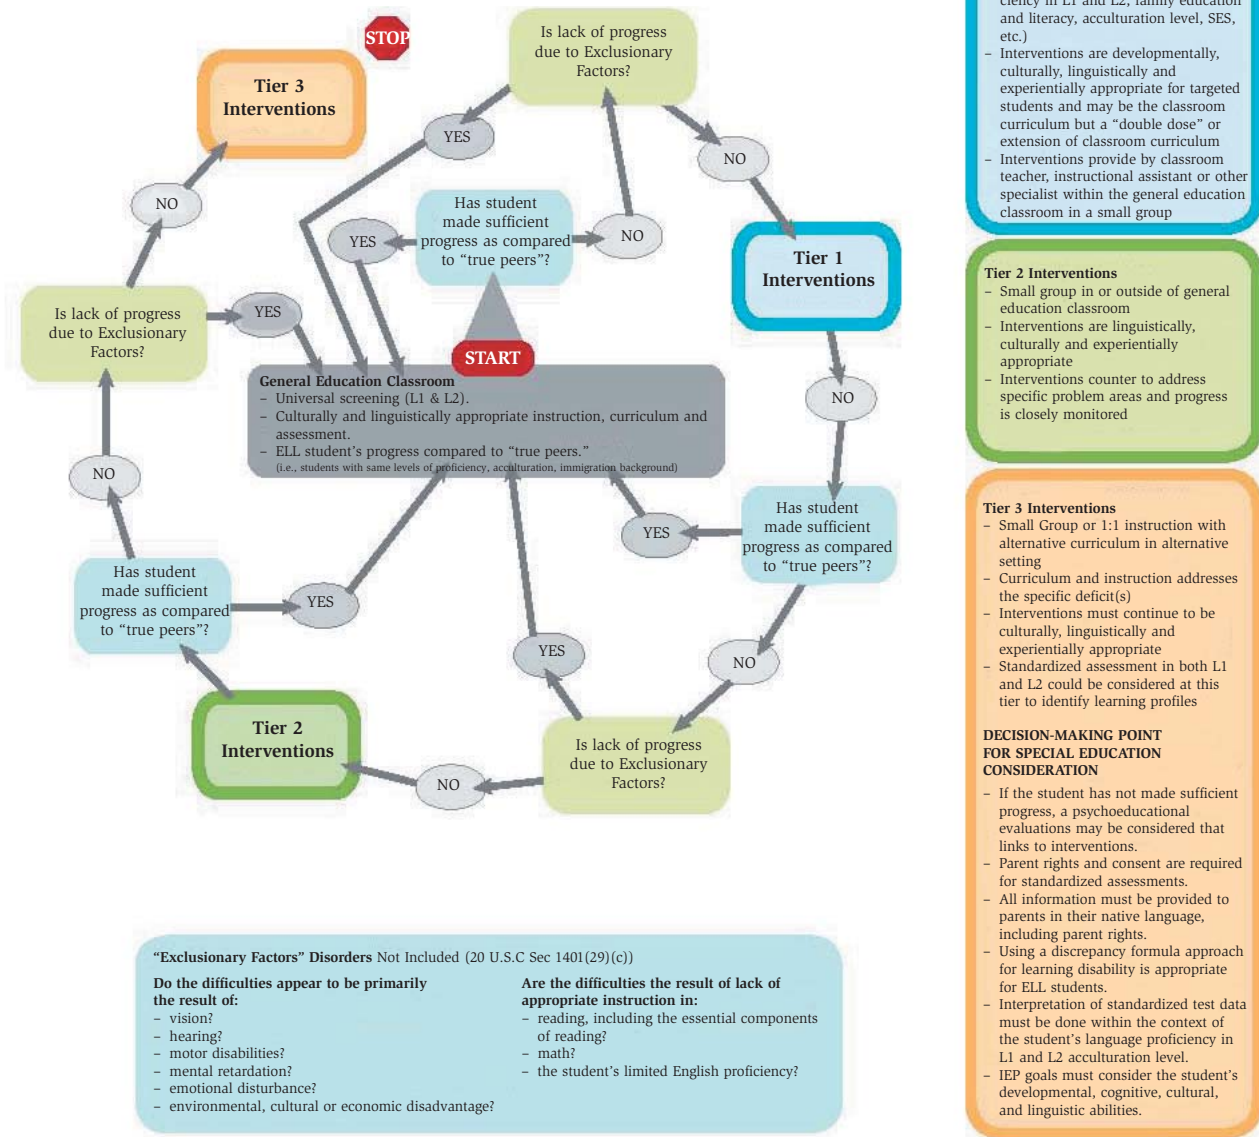 STOP
Is lack of progress
due to Exclusionary
Factors?
Tier 3
Interventions
YES
NO
NO
Has student
made sufficient
progress as compared
to “true peers”?
YES
NO
Tier 1
Interventions
Is lack of progress
due to Exclusionary
Factors?
YES
START
General Education Classroom
– Universal screening (L1 & L2).
– Culturally and linguistically appropriate instruction, curriculum and
assessment.
– ELL student’s progress compared to “true peers.”
(i.e., students with same levels of proficiency, acculturation, immigration background)
NO
NO
Has student
made sufficient
progress as compared
to “true peers”?
YES
Has student
made sufficient
progress as compared
to “true peers”?
YES
YES
NO
Tier 2
Interventions
Is lack of progress
due to Exclusionary
Factors?
NO
“Exclusionary Factors” Disorders Not Included (20 U.S.C Sec 1401(29)(c))
Do the difficulties appear to be primarily
the result of:
– vision?
– hearing?
– motor disabilities?
– mental retardation?
– emotional disturbance?
– environmental, cultural or economic disadvantage?
Are the difficulties the result of lack of
appropriate instruction in:
– reading, including the essential components
of reading?
– math?
– the student’s limited English proficiency?
ciency in L1 and L2, family education
and literacy, acculturation level, SES,
etc.)
– Interventions are developmentally,
culturally, linguistically and
experientially appropriate for targeted
students and may be the classroom
curriculum but a “double dose” or
extension of classroom curriculum
– Interventions provide by classroom
teacher, instructional assistant or other
specialist within the general education
classroom in a small group
Tier 2 Interventions
– Small group in or outside of general
education classroom
– Interventions are linguistically,
culturally and experientially
appropriate
– Interventions counter to address
specific problem areas and progress
is closely monitored
Tier 3 Interventions
– Small Group or 1:1 instruction with
alternative curriculum in alternative
setting
– Curriculum and instruction addresses
the specific deficit(s)
– Interventions must continue to be
culturally, linguistically and
experientially appropriate
– Standardized assessment in both L1
and L2 could be considered at this
tier to identify learning profiles
DECISION-MAKING POINT
FOR SPECIAL EDUCATION
CONSIDERATION
– If the student has not made sufficient
progress, a psychoeducational
evaluations may be considered that
links to interventions.
– Parent rights and consent are required
for standardized assessments.
– All information must be provided to
parents in their native language,
including parent rights.
– Using a discrepancy formula approach
for learning disability is appropriate
for ELL students.
– Interpretation of standardized test data
must be done within the context of
the student’s language proficiency in
L1 and L2 acculturation level.
– IEP goals must consider the student’s
developmental, cognitive, cultural,
and linguistic abilities.